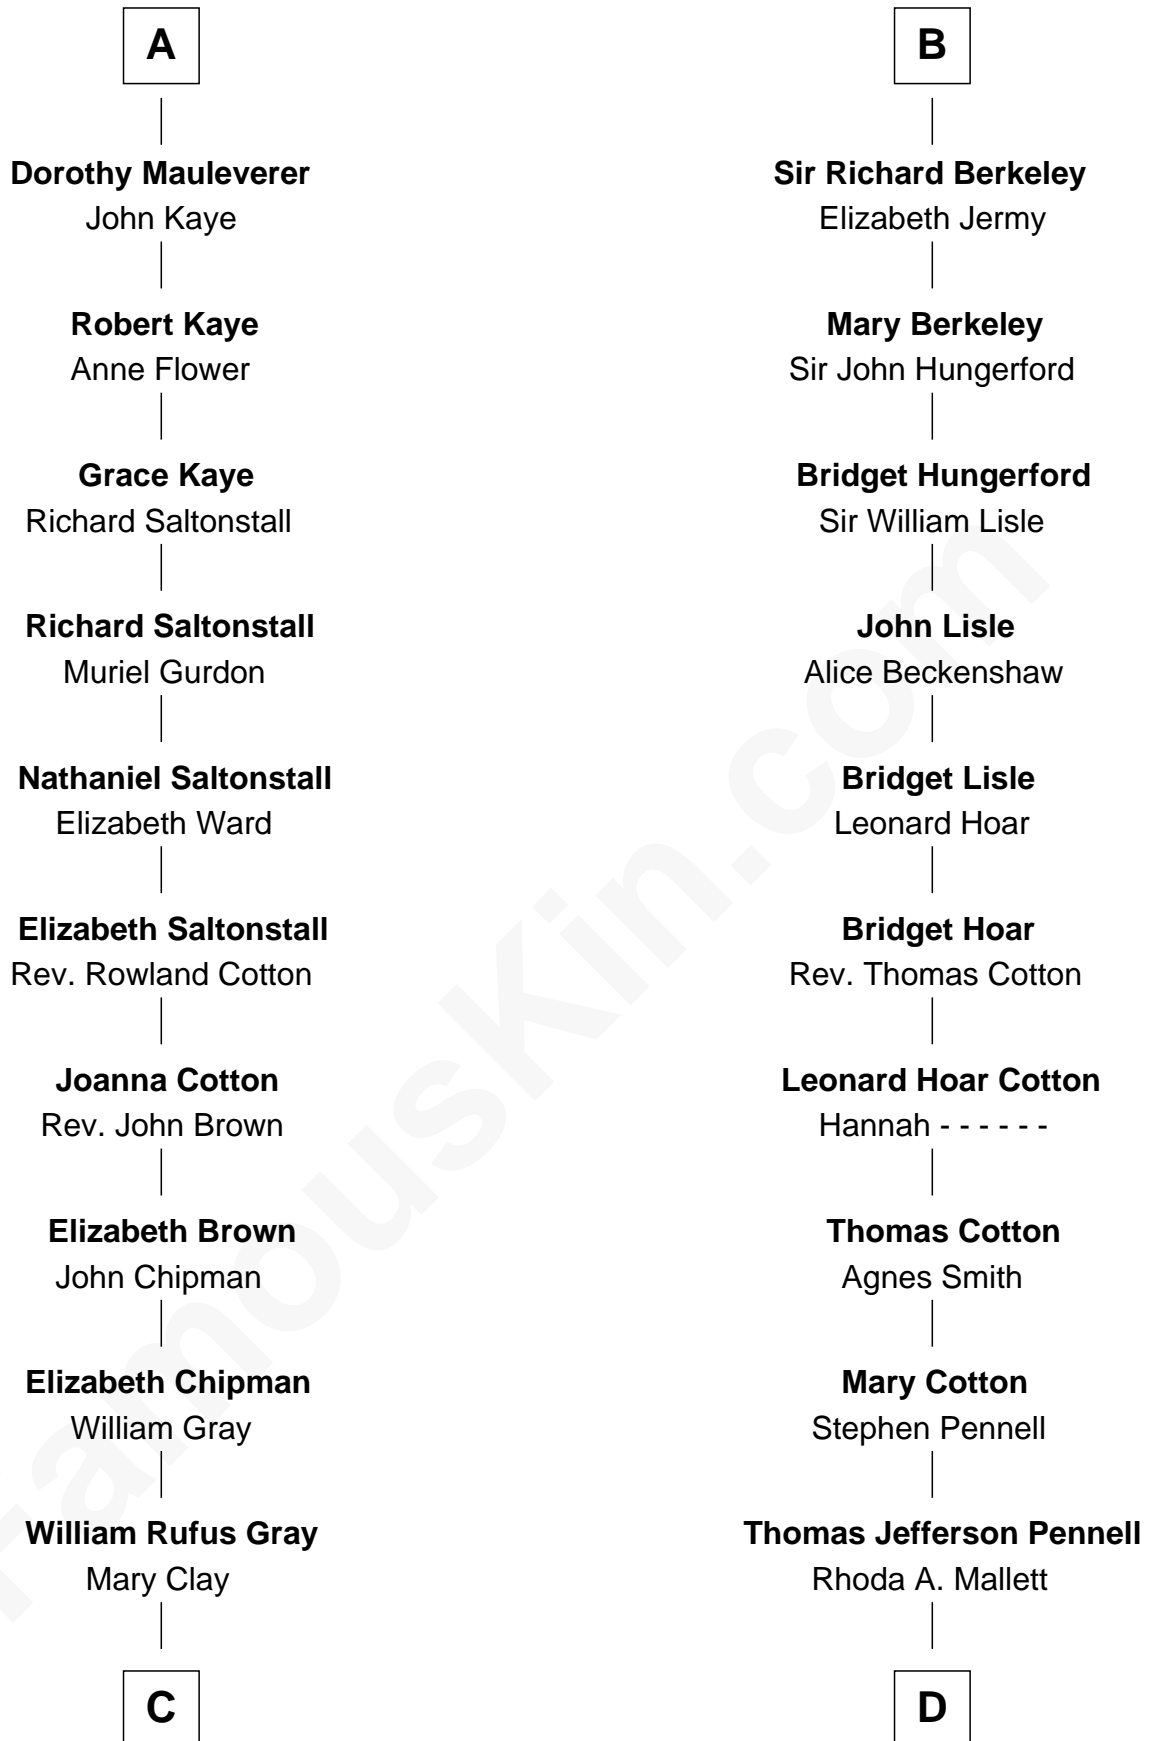 A
Dorothy Mauleverer
John Kaye
Robert Kaye
Anne Flower
Grace Kaye
Richard Saltonstall
Richard Saltonstall
Muriel Gurdon
Nathaniel Saltonstall
Elizabeth Ward
Elizabeth Saltonstall
Rev. Rowland Cotton
Joanna Cotton
Rev. John Brown
Elizabeth Brown
John Chipman
Elizabeth Chipman
William Gray
William Rufus Gray
Mary Clay
C
B
Sir Richard Berkeley
Elizabeth Jermy
Mary Berkeley
Sir John Hungerford
Bridget Hungerford
Sir William Lisle
John Lisle
Alice Beckenshaw
Bridget Lisle
Leonard Hoar
Bridget Hoar
Rev. Thomas Cotton
Leonard Hoar Cotton
Hannah - - - - - -
Thomas Cotton
Agnes Smith
Mary Cotton
Stephen Pennell
Thomas Jefferson Pennell
Rhoda A. Mallett
D
FamousKin.com